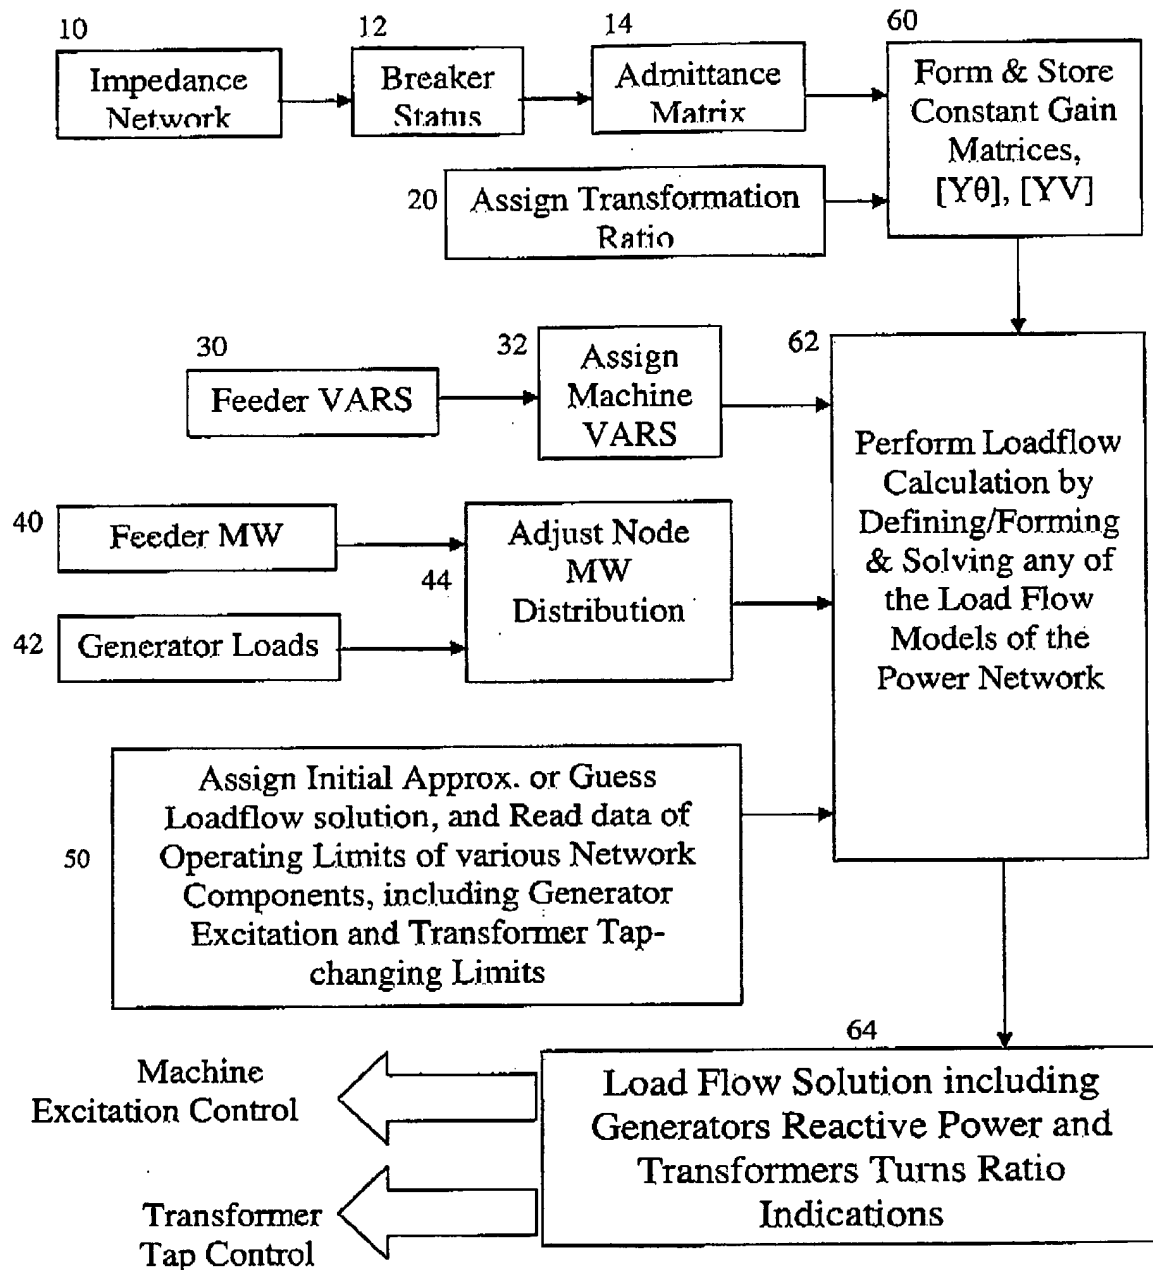 10
12
14
60
Impedance
Network
Breaker
Status
Admittance
Matrix
Form & Store
Constant Gain
Matrices,
[Yθ], [YV]
20
Assign Transformation
Ratio
30
32
62
Feeder VARS
Assign
Machine
VARS
Perform Loadflow
Calculation by
Defining/Forming
& Solving any of
the Load Flow
Models of the
Power Network
40
Feeder MW
44
Adjust Node
MW
Distribution
42
Generator Loads
50
Assign Initial Approx. or Guess
Loadflow solution, and Read data of
Operating Limits of various Network
Components, including Generator
Excitation and Transformer Tap-
changing Limits
64
Machine
Excitation Control
Load Flow Solution including
Generators Reactive Power and
Transformers Turns Ratio
Indications
Transformer
Tap Control